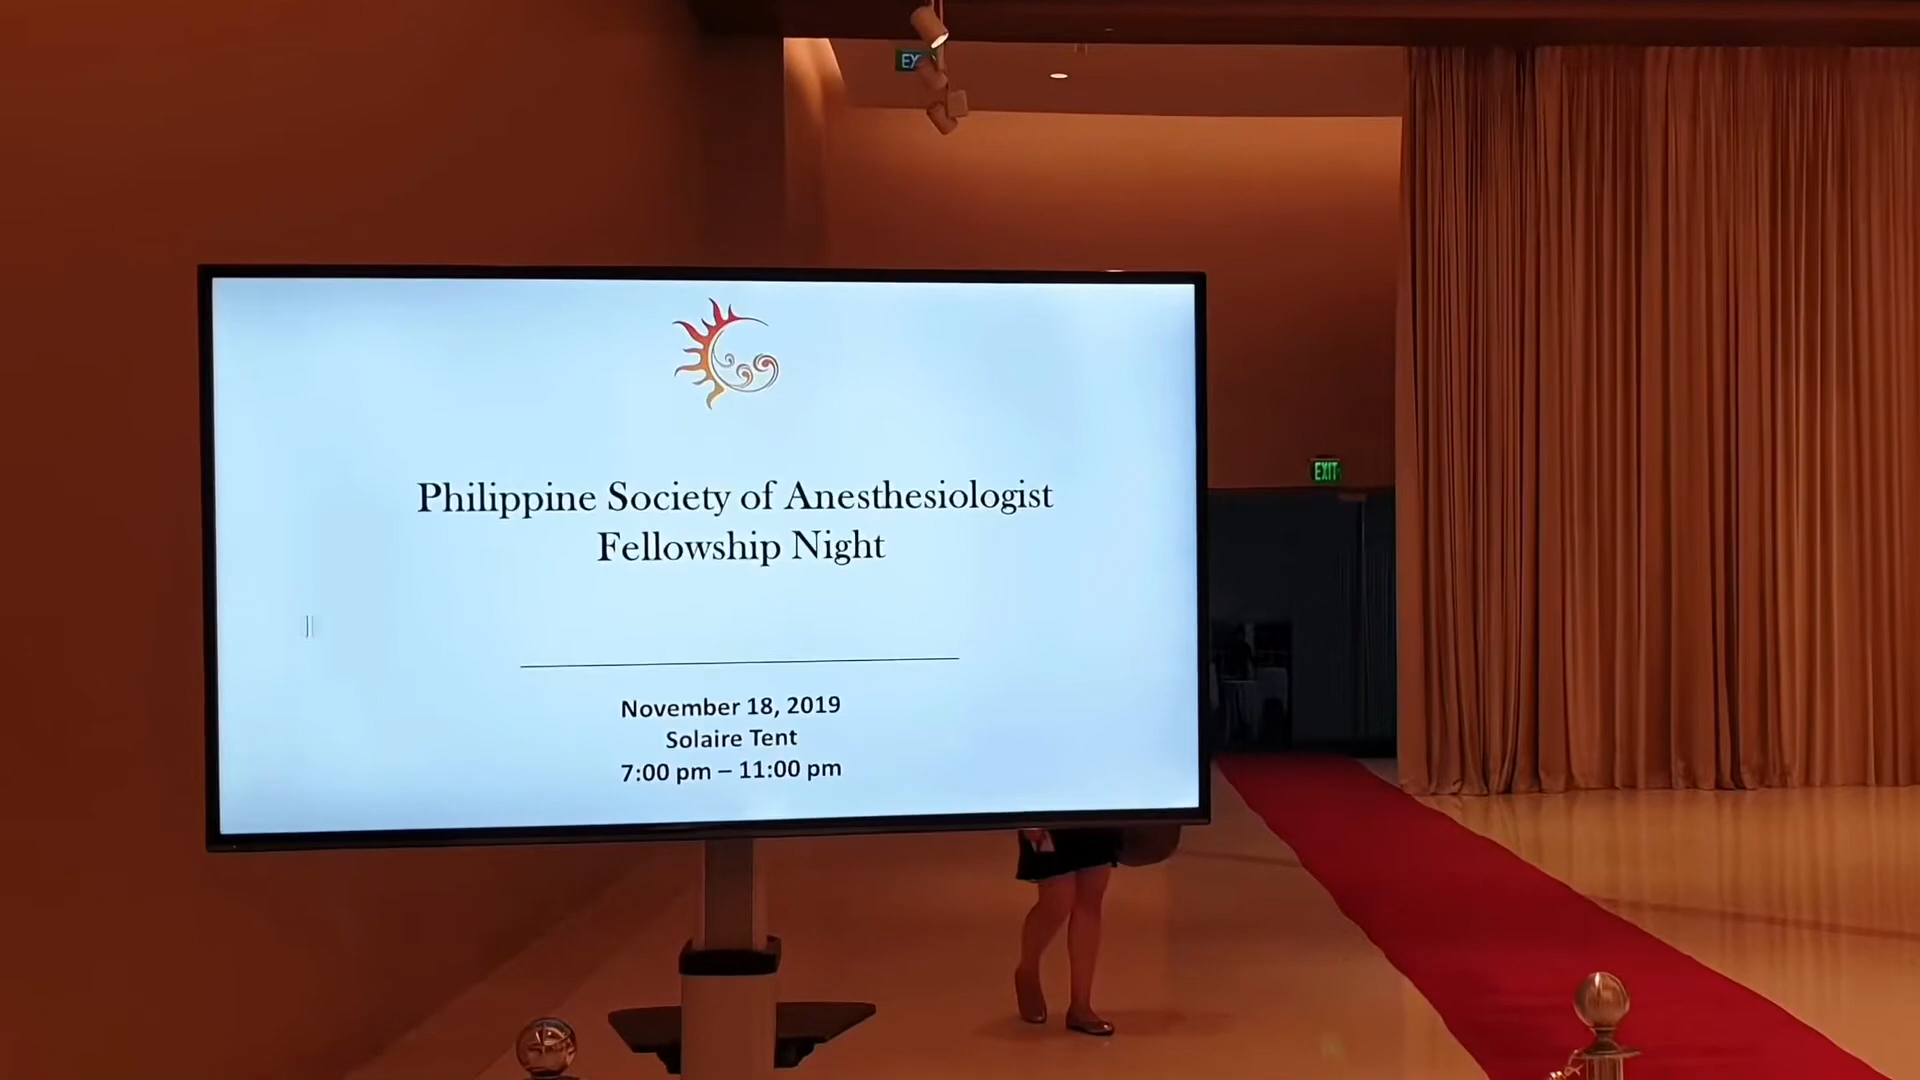 EXIT
Philippine Society of Anesthesiologist
Fellowship Night
November 18, 2019
Solaire Tent
7:00 pm – 11:00 pm